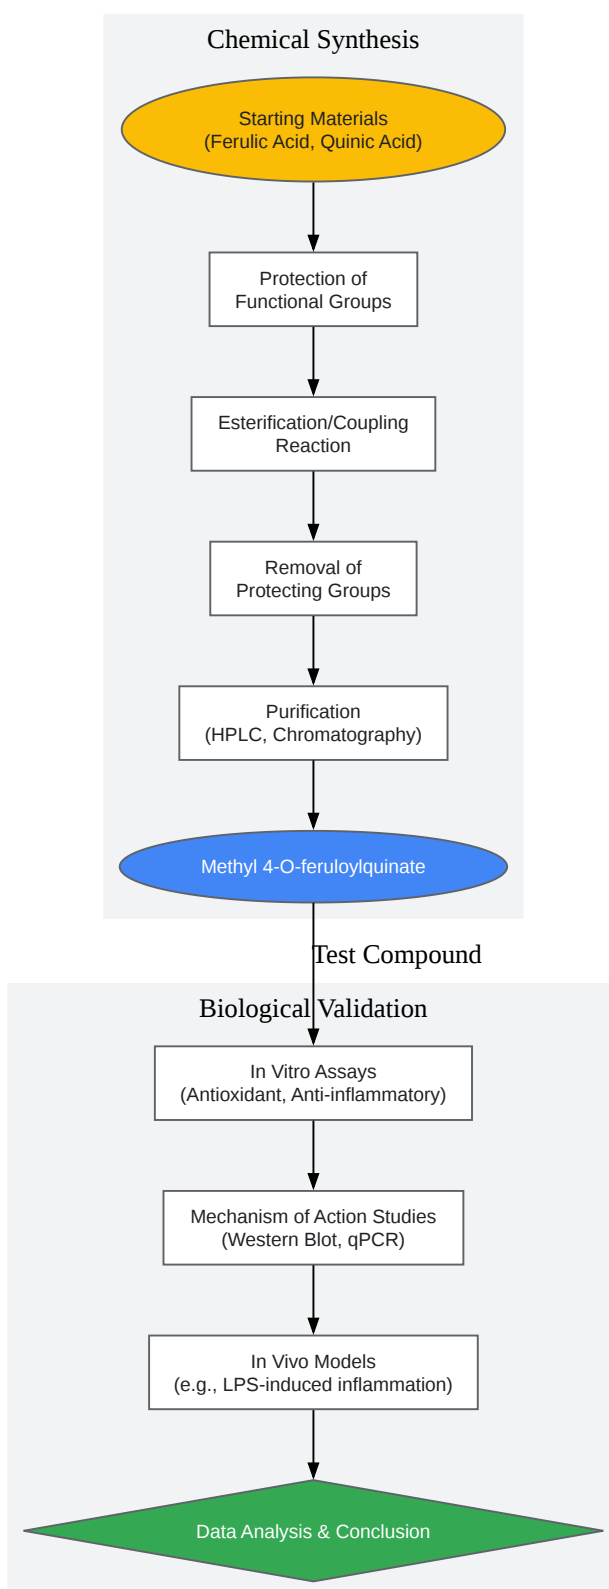 Chemical Synthesis
Starting Materials
(Ferulic Acid, Quinic Acid)
Protection of
Functional Groups
Esterification/Coupling
Reaction
Removal of
Protecting Groups
Purification
(HPLC, Chromatography)
Methyl 4-O-feruloylquinate
Test Compound
Biological Validation
In Vitro Assays
(Antioxidant, Anti-inflammatory)
Mechanism of Action Studies
(Western Blot, qPCR)
In Vivo Models
(e.g., LPS-induced inflammation)
Data Analysis & Conclusion